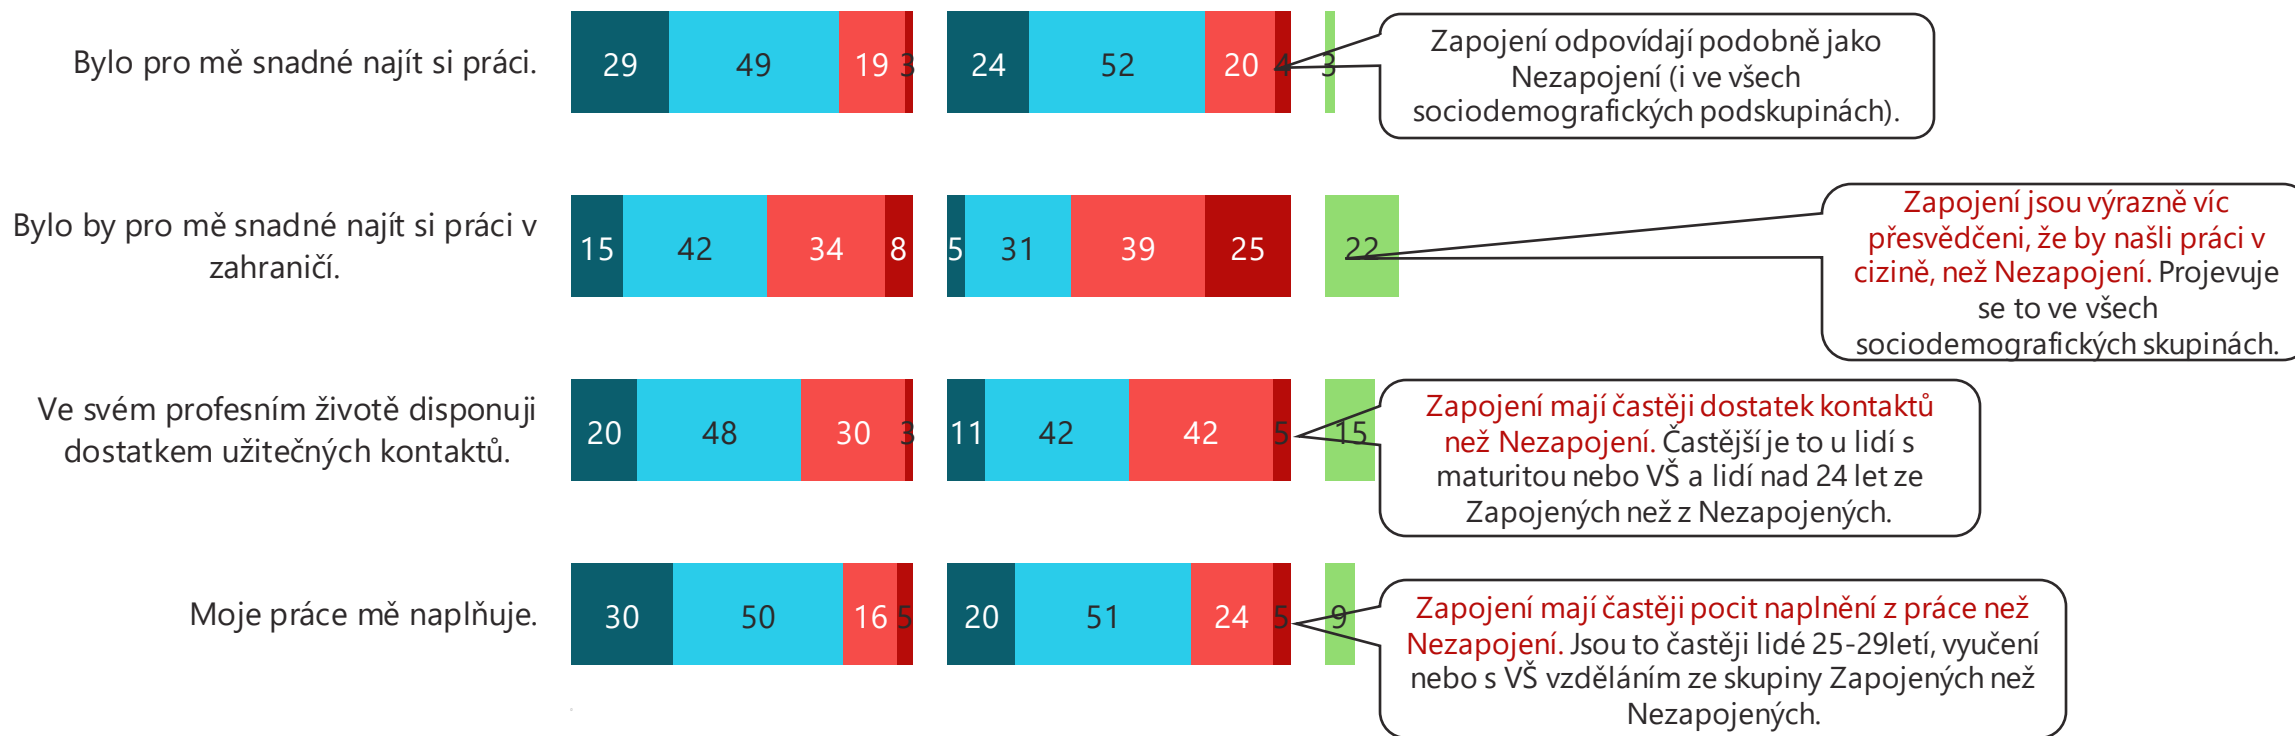 Bylo pro mě snadné najít si práci.
29 49 19 3 24 52 20 4 3
Zapojení odpovídají podobně jako
Nezapojení (i ve všech
sociodemografických podskupinách).
Bylo by pro mě snadné najít si práci v
zahraničí.
15 42 34 8 5 31 39 25 22
Zapojení jsou výrazně víc
přesvědčeni, že by našli práci v
cizině, než Nezapojení. Projevuje
se to ve všech
sociodemografických skupinách.
Ve svém profesním životě disponuji
dostatkem užitečných kontaktů.
20 48 30 3 11 42 42 5 15
Zapojení mají častěji dostatek kontaktů
než Nezapojení. Častější je to u lidí s
maturitou nebo VŠ a lidí nad 24 let ze
Zapojených než z Nezapojených.
Moje práce mě naplňuje.
30 50 16 5 20 51 24 5 9
Zapojení mají častěji pocit naplnění z práce než
Nezapojení. Jsou to častěji lidé 25-29letí, vyučení
nebo s VŠ vzděláním ze skupiny Zapojených než
Nezapojených.